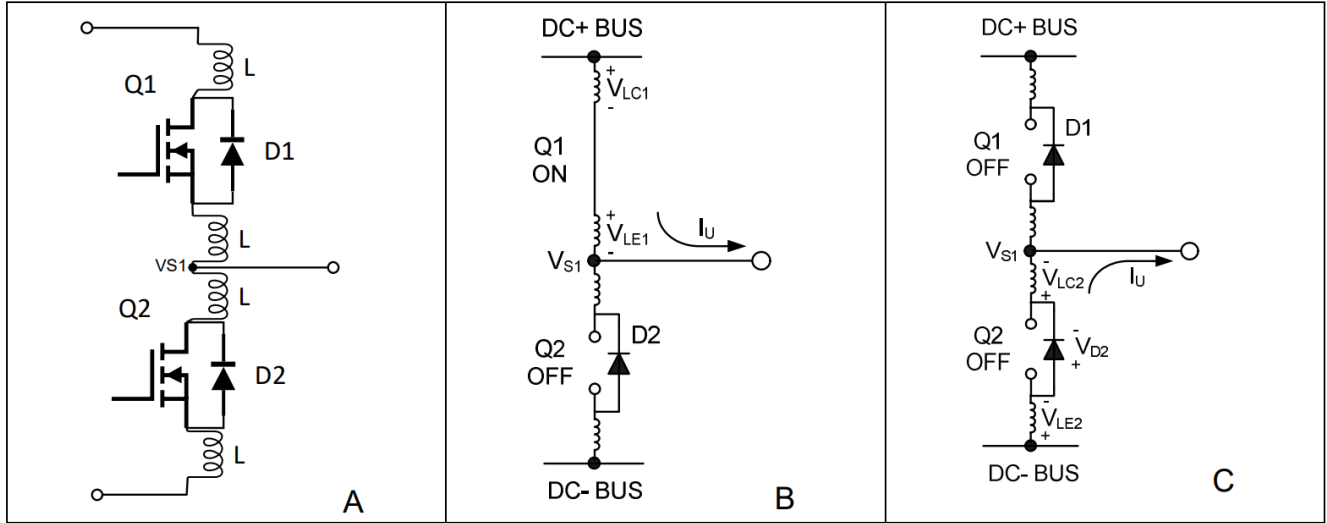 L
Q1
D1
L
VS1
L
Q2
D2
L
A
DC+ BUS
+
VLC1
-
Q1
ON
+
VLE1
-
IU
VS1
Q2
OFF
D2
DC- BUS
B
DC+ BUS
D1
Q1
OFF
VS1
-
VLC2
+
IU
Q2
OFF
-
VD2
+
-
VLE2
+
DC- BUS
C